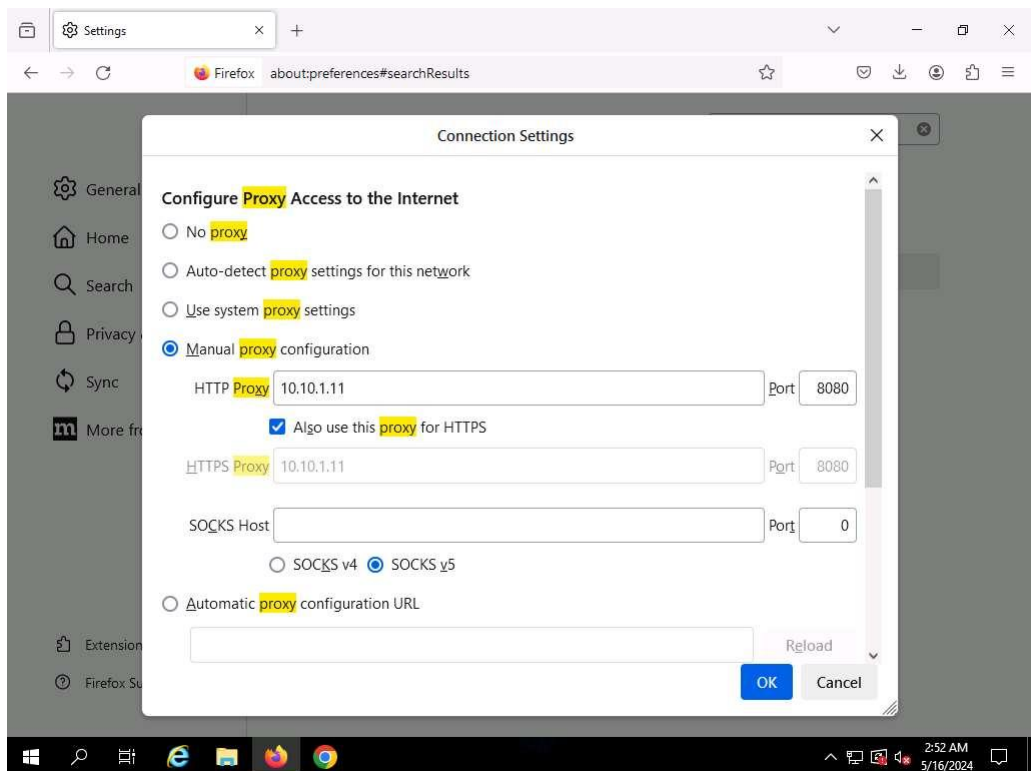 Settings
Firefox about:preferences#searchResults
Connection Settings
General
Home
Search
Privacy
Sync
More fr
Extension
Firefox Su
Configure Proxy Access to the Internet
No proxy
Auto-detect proxy settings for this network
Use system proxy settings
Manual proxy configuration
HTTP Proxy 10.10.1.11 Port 8080
Also use this proxy for HTTPS
HTTPS Proxy 10.10.1.11 Port 8080
SOCKS Host Port 0
SOCKS v4 SOCKS v5
Automatic proxy configuration URL
Reload
OK Cancel
2:52 AM
5/16/2024